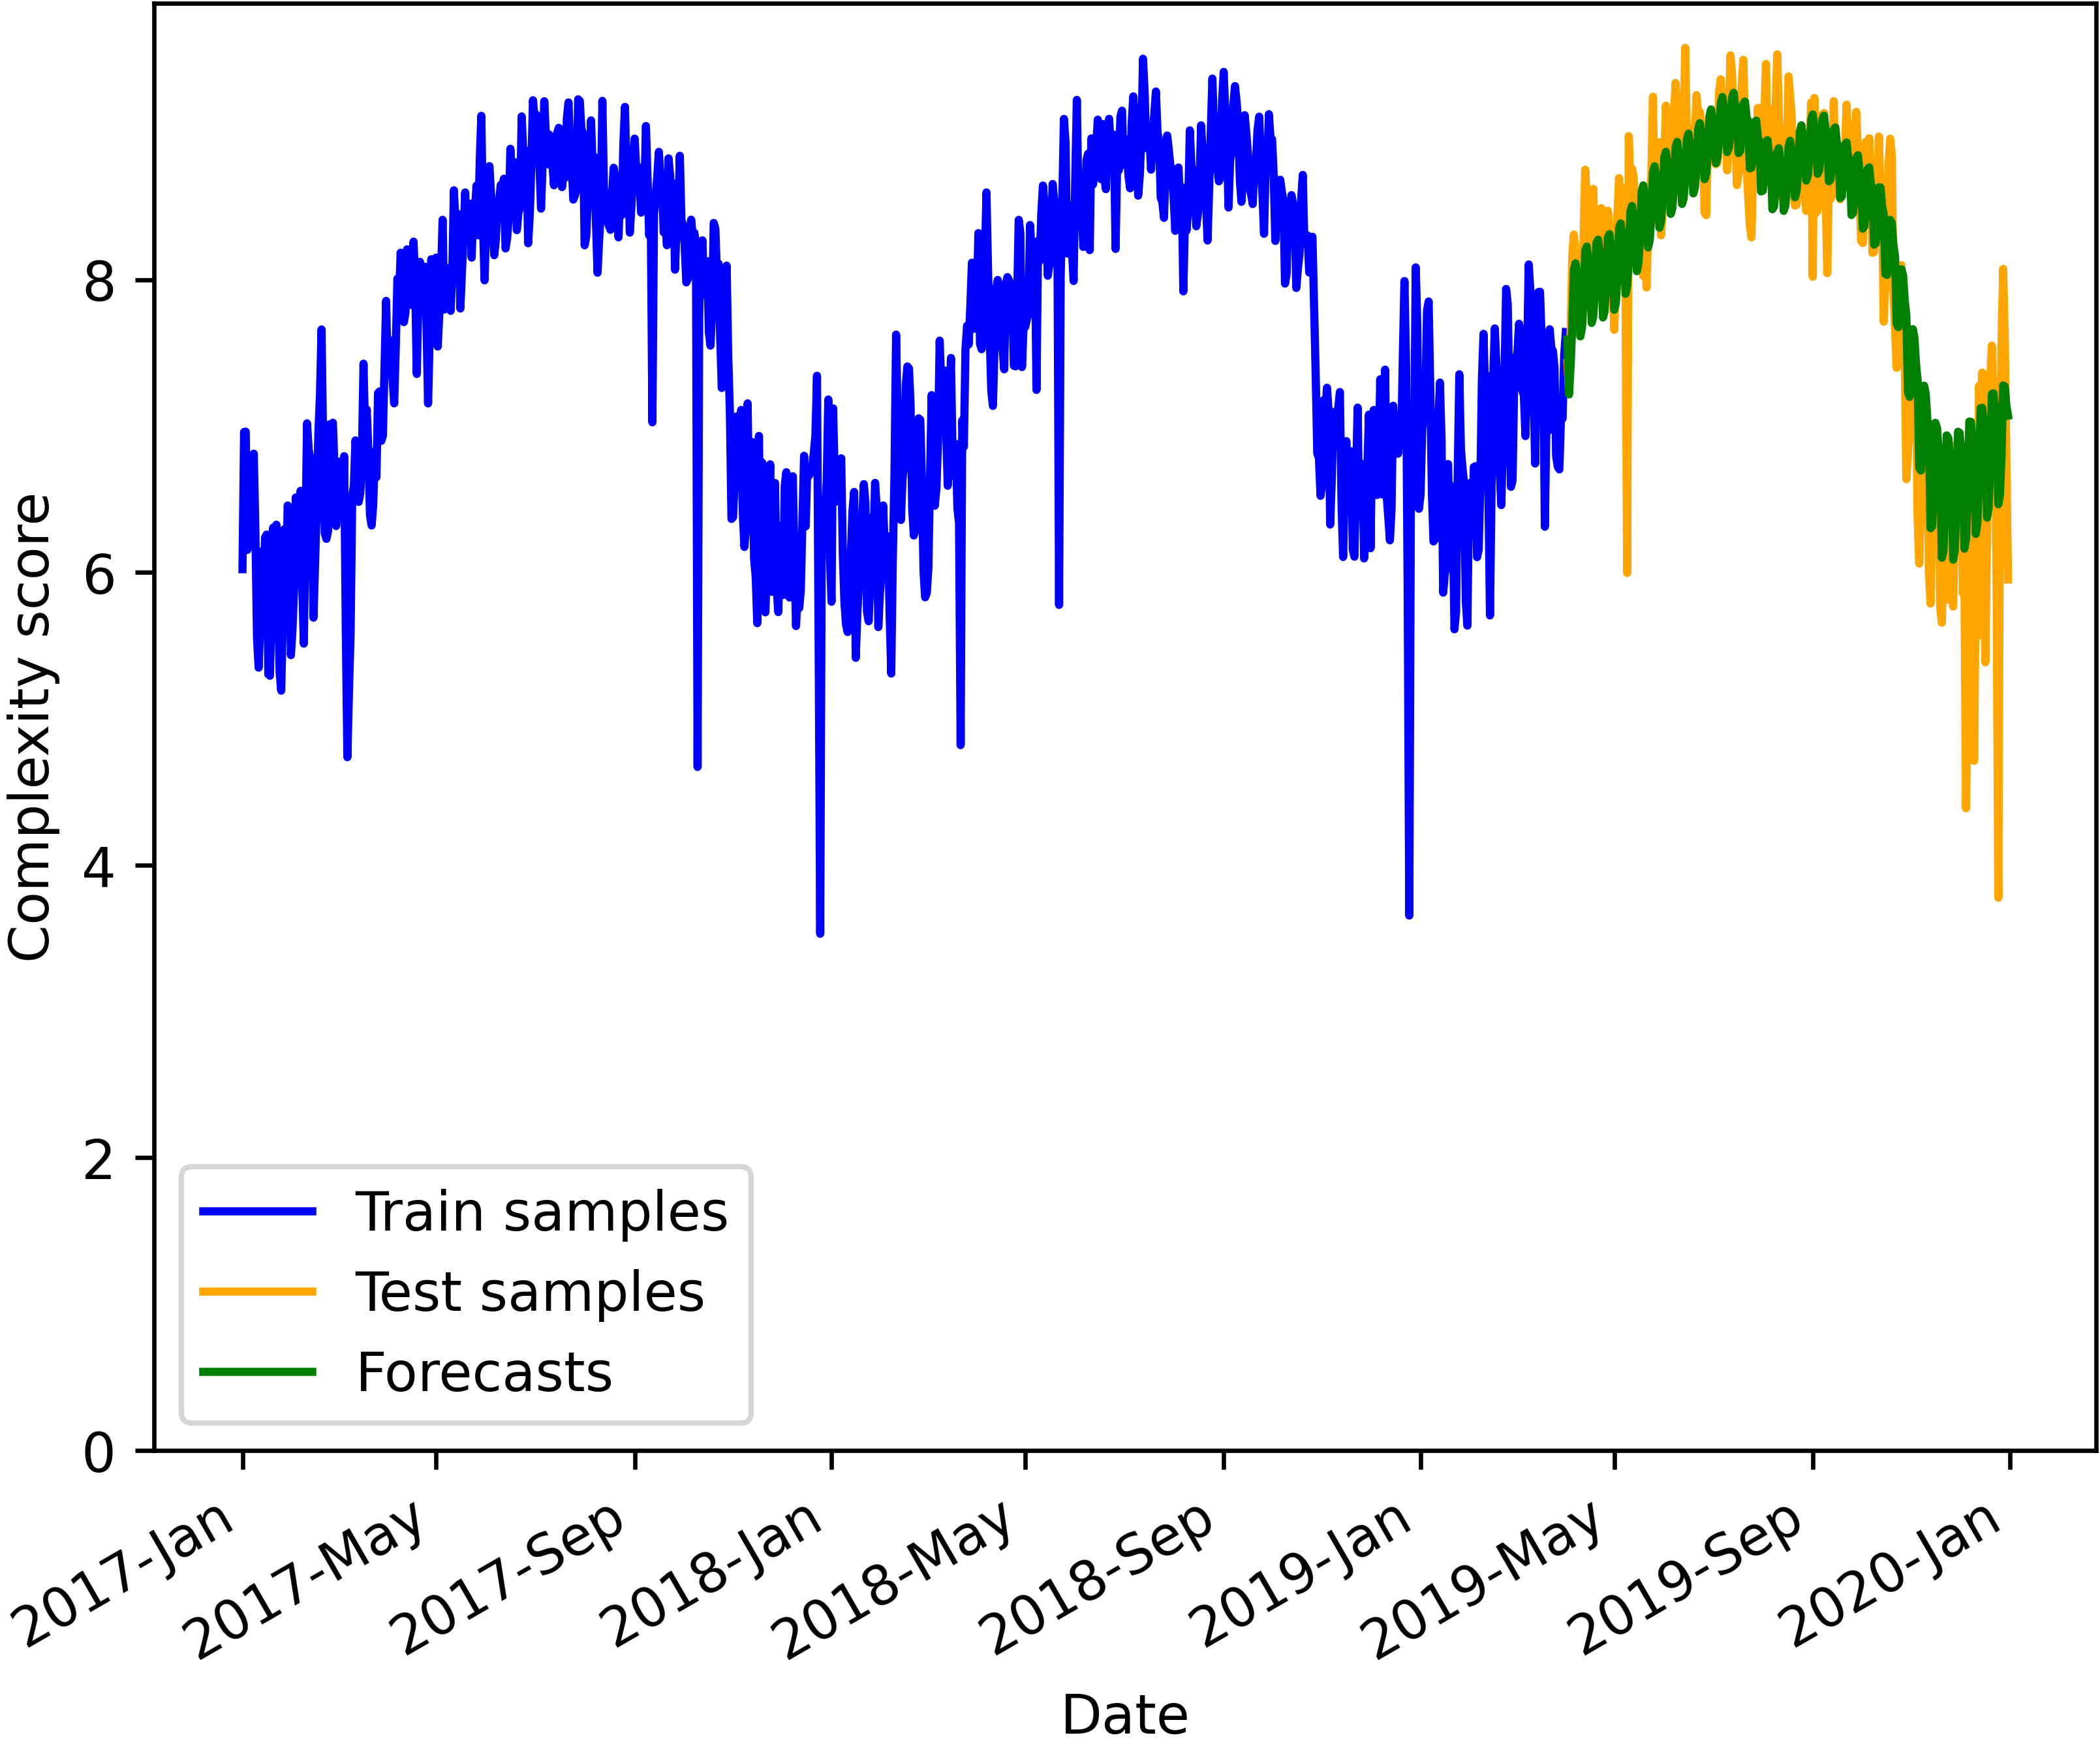 Complexity score
8
6
4
2
0
Train samples
Test samples
Forecasts
2017-Jan
2017-May
2017-Sep
2018-Jan
2018-May
2018-Sep
2019-Jan
2019-May
2019-Sep
2020-Jan
Date